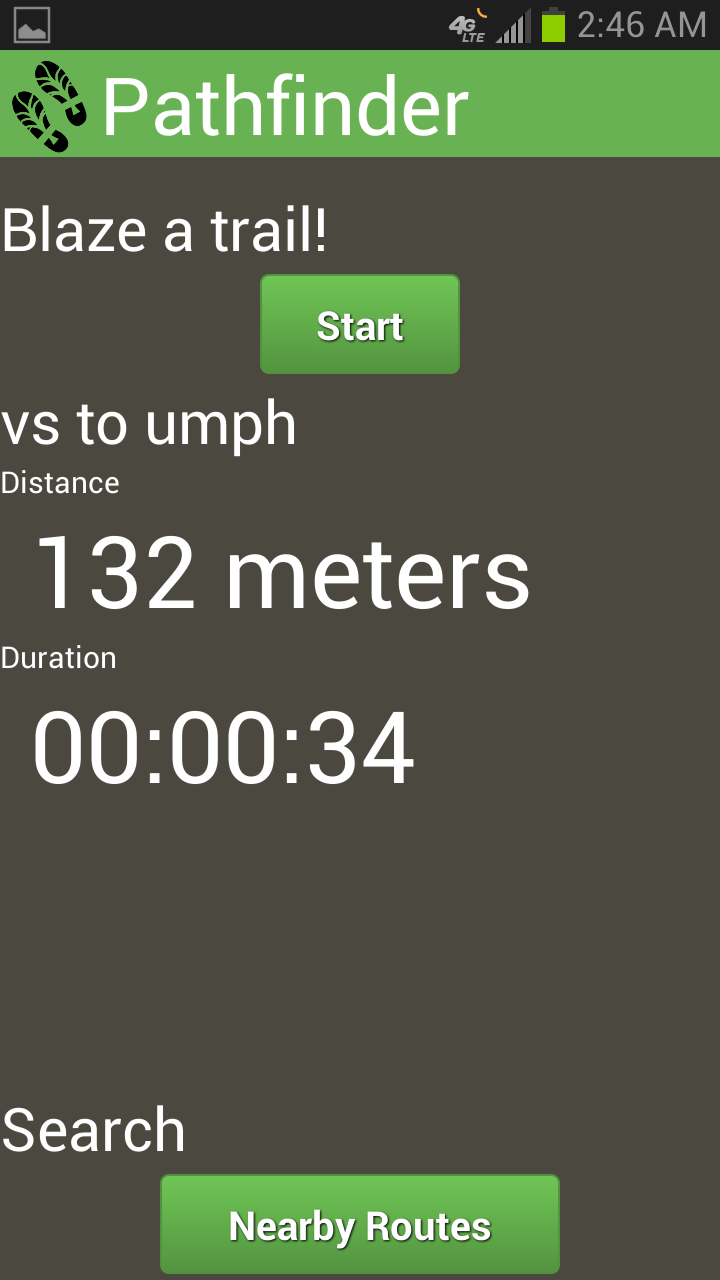 4G LTE 2:46 AM
Pathfinder
Blaze a trail!
Start
vs to umph
Distance
132 meters
Duration
00:00:34
Search
Nearby Routes